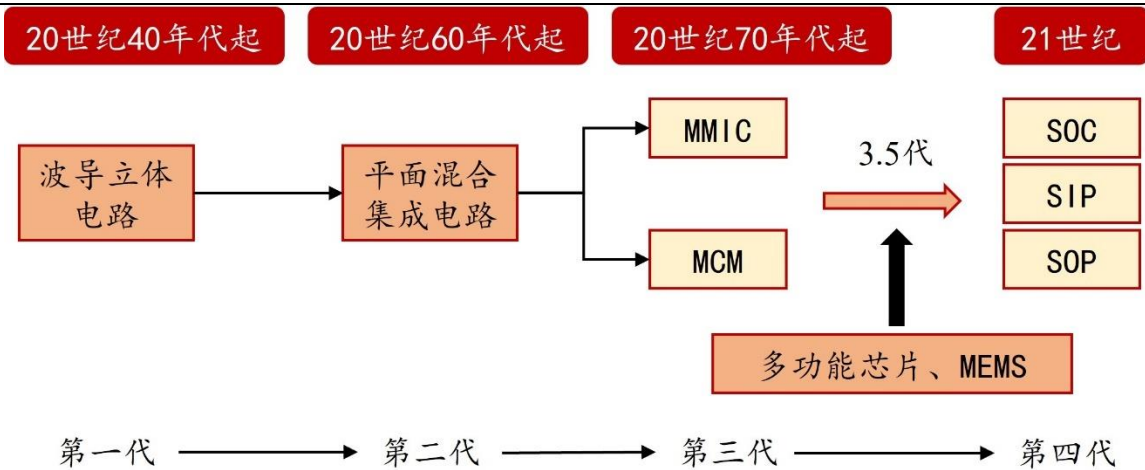 20世纪40年代起
20世纪60年代起
20世纪70年代起
21世纪
波导立体
电路
平面混合
集成电路
MMIC
MCM
3.5代
SOC
SIP
SOP
多功能芯片、MEMS
第一代
第二代
第三代
第四代